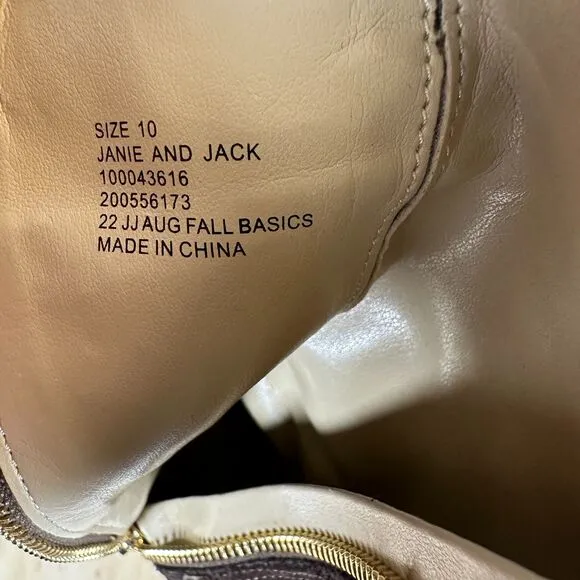 SIZE 10
JANIE AND JACK
100043616
200556173
22 JJ AUG FALL BASICS
MADE IN CHINA